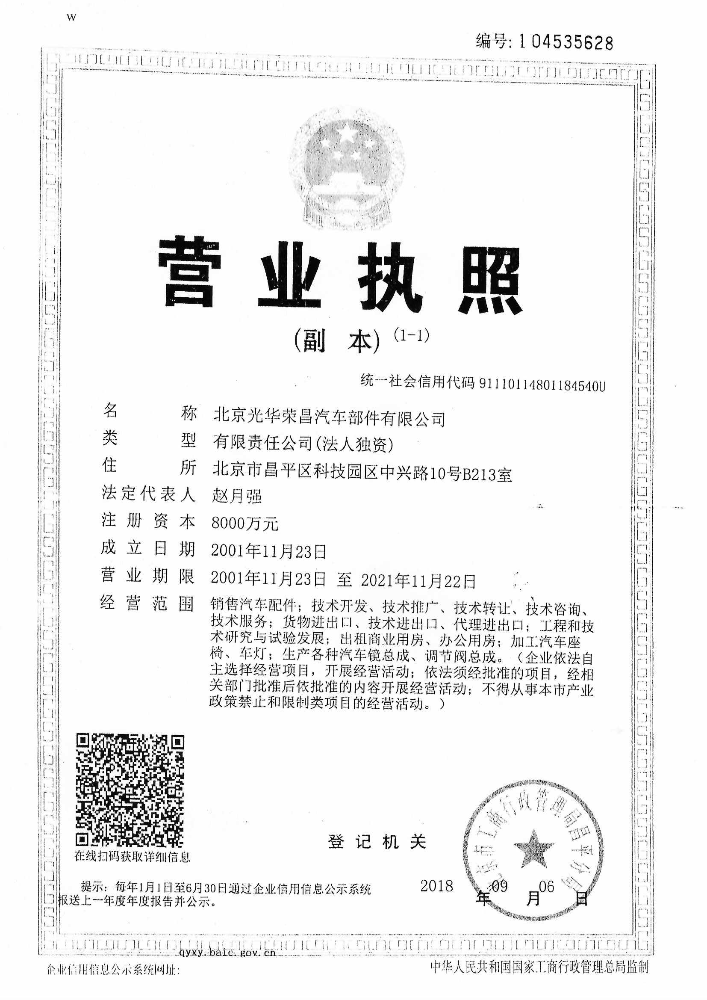 W
编号: 104535628
营业执照
(副 本) (1-1)
统一社会信用代码 91110114801184540U
名 称 北京光华荣昌汽车部件有限公司
类 型 有限责任公司(法人独资)
住 所 北京市昌平区科技园区中兴路10号B213室
法定代表人 赵月强
注册资本 8000万元
成立日期 2001年11月23日
营业期限 2001年11月23日 至 2021年11月22日
经营范围 销售汽车配件；技术开发、技术推广、技术转让、技术咨询、
技术服务；货物进出口、技术进出口、代理进出口；工程和技
术研究与试验发展；出租商业用房、办公用房；加工汽车座
椅、车灯；生产各种汽车镜总成、调节阀总成。（企业依法自
主选择经营项目，开展经营活动；依法须经批准的项目，经相
关部门批准后依批准的内容开展经营活动；不得从事本市产业
政策禁止和限制类项目的经营活动。）
在线扫码获取详细信息
登记机关
北京市工商行政管理局昌平分局
提示：每年1月1日至6月30日通过企业信用信息公示系统
报送上一年度年度报告并公示。
2018年09月06日
qyxy.baic.gov.cn
企业信用信息公示系统网址:
中华人民共和国国家工商行政管理总局监制